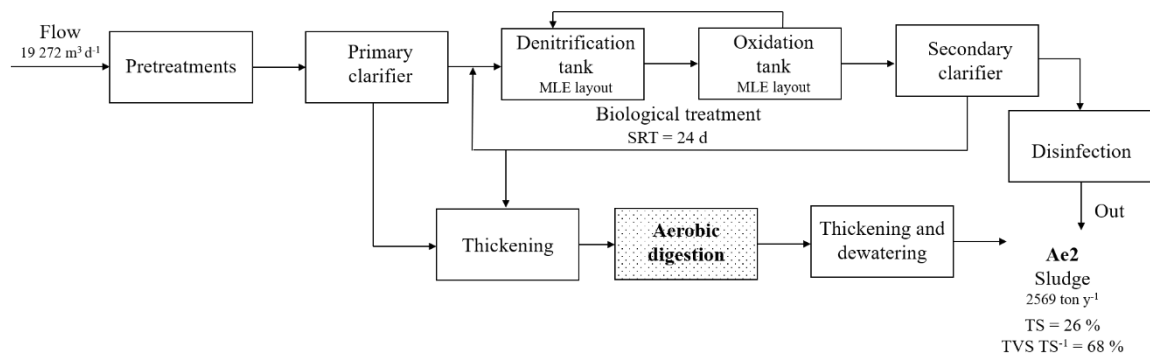 Flow
19 272 m³ d⁻¹
Pretreatments
Primary
clarifier
Denitrification
tank
MLE layout
Oxidation
tank
MLE layout
Secondary
clarifier
Biological treatment
SRT = 24 d
Disinfection
Out
Thickening
Aerobic
digestion
Thickening and
dewatering
Ae2
Sludge
2569 ton y⁻¹
TS = 26 %
TVS TS⁻¹ = 68 %